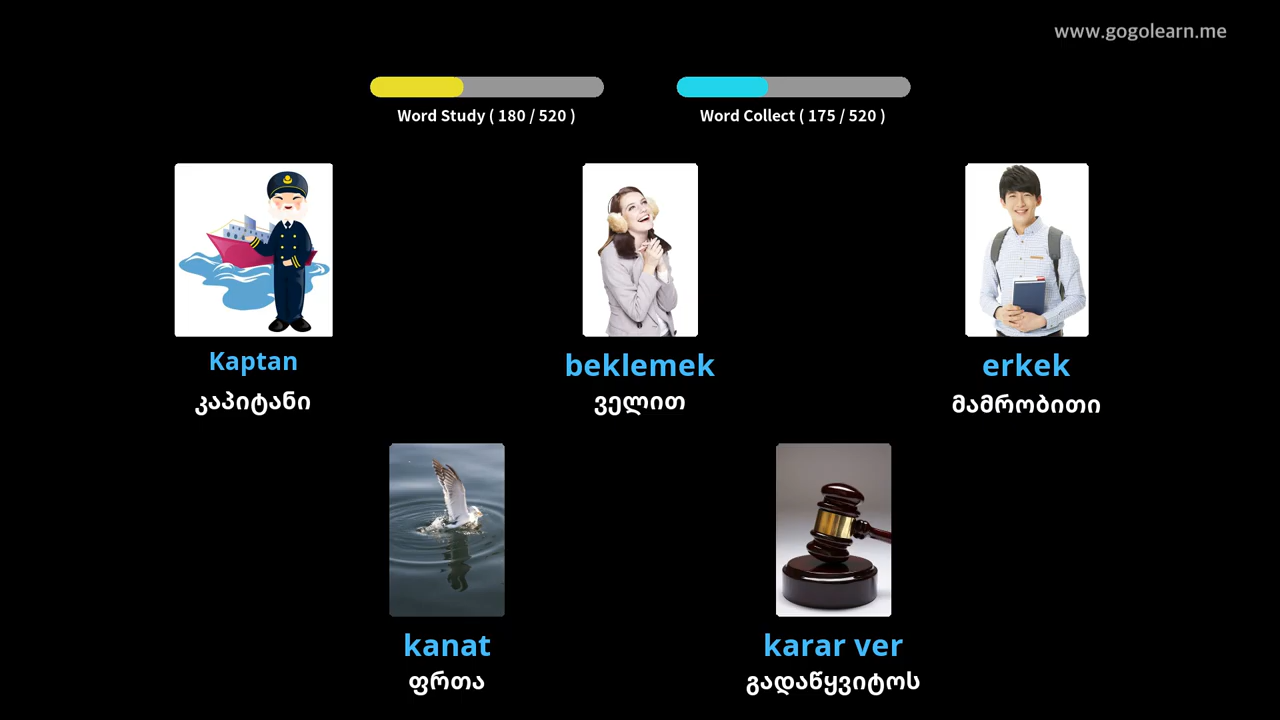 www.gogolearn.me
Word Study ( 180 / 520 )
Word Collect ( 175 / 520 )
Kaptan
კაპიტანი
beklemek
ველით
erkek
მამრობითი
kanat
ფრთა
karar ver
გადაწყვიტოს